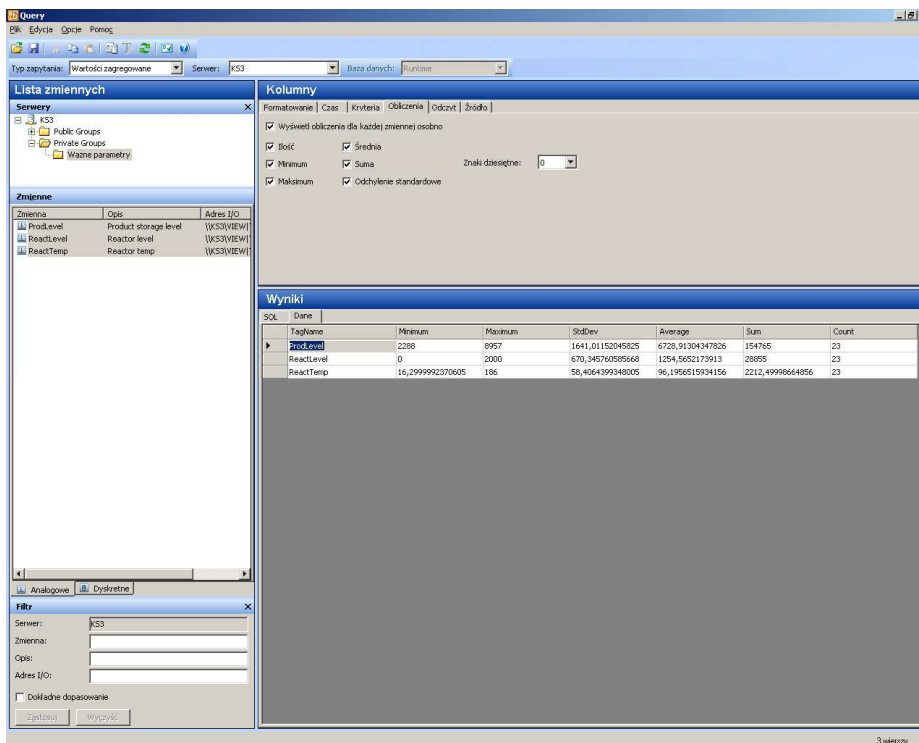 Query
Plik Edycja Opcje Pomoc
Typ zapytania: Wartości zagregowane Serwer: KS3 Baza danych: Runtime
Lista zmiennych
Serwery
KS3
Public Groups
Private Groups
Wazne parametry
Zmienne
Zmienna Opis Adres I/O
ProdLevel Product storage level \\KS3\VIEW|
ReactLevel Reactor level \\KS3\VIEW|
ReactTemp Reactor temp \\KS3\VIEW|
Analogowe Dyskretne
Filtr
Serwer: KS3
Zmienna:
Opis:
Adres I/O:
Dokładne dopasowanie
Zastosuj Wyczyść
Kolumny
Formatowanie Czas Kryteria Obliczenia Odczyt Źródło
Wyświetl obliczenia dla każdej zmiennej osobno
Ilość Średnia
Minimum Suma Znaki dziesiętne: 0
Maksimum Odchylenie standardowe
Wyniki
SQL Dane
TagName Minimum Maximum StdDev Average Sum Count
ProdLevel 2288 8957 1641,01152045825 6728,91304347826 154765 23
ReactLevel 0 2000 670,345760585668 1254,5652173913 28855 23
ReactTemp 16,2999992370605 186 58,4064399348005 96,1956515934156 2212,49998664856 23
3 wierszy